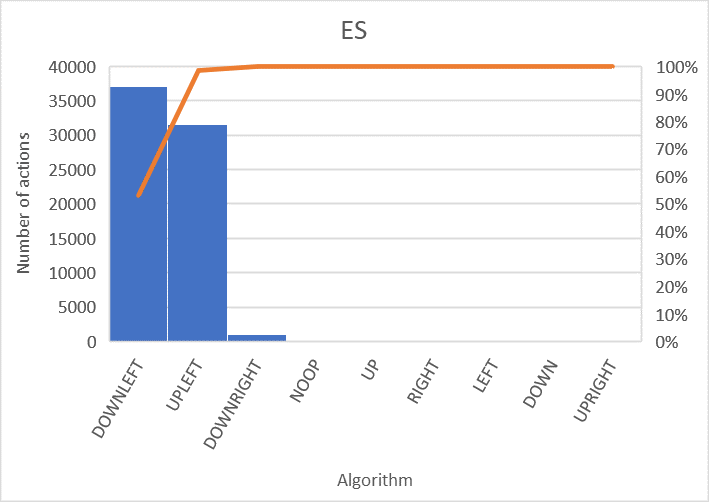 ES
40000
35000
30000
25000
20000
15000
10000
5000
0
Number of actions
100%
90%
80%
70%
60%
50%
40%
30%
20%
10%
0%
DOWNLEFT
UPLEFT
DOWNRIGHT
NOOP
UP
RIGHT
LEFT
DOWN
UPRIGHT
Algorithm